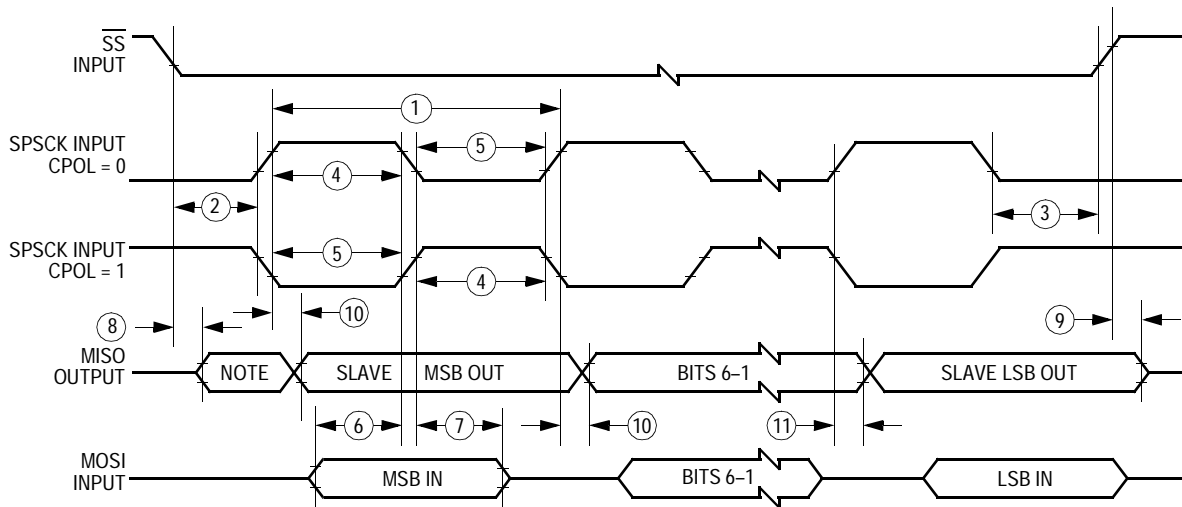 SS
INPUT
1
SPSCK INPUT
CPOL = 0
5
4
2
3
SPSCK INPUT
CPOL = 1
5
4
8
10
9
MISO
OUTPUT
NOTE
SLAVE MSB OUT
BITS 6–1
SLAVE LSB OUT
6
7
10
11
MOSI
INPUT
MSB IN
BITS 6–1
LSB IN